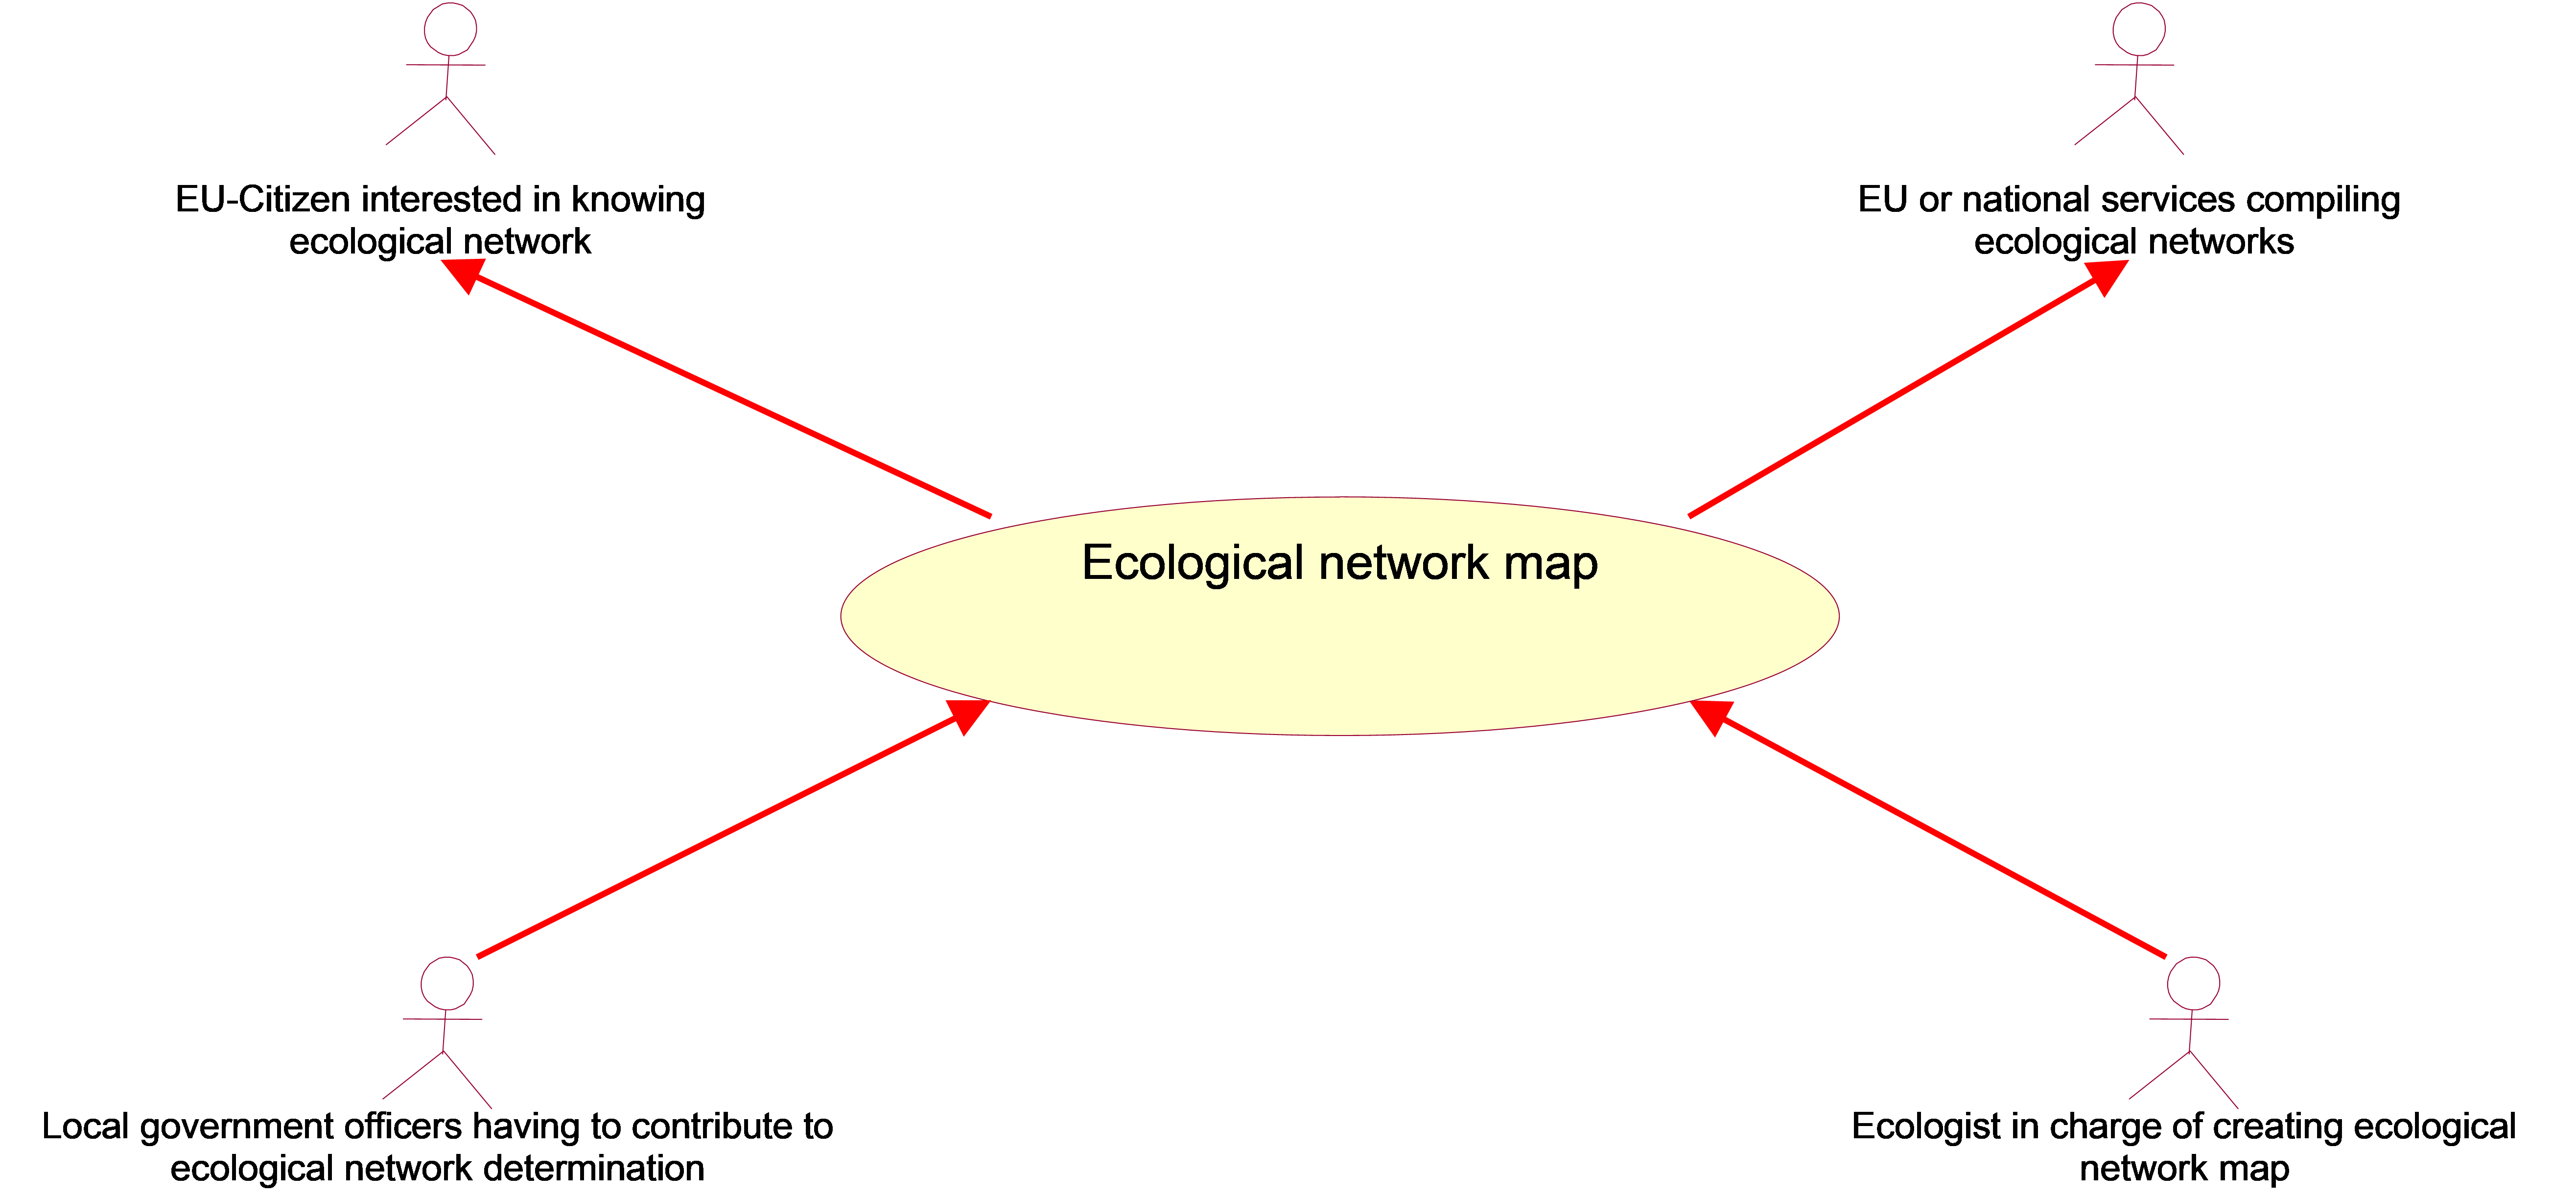 EU-Citizen interested in knowing
ecological network
EU or national services compiling
ecological networks
Ecological network map
Local government officers having to contribute to
ecological network determination
Ecologist in charge of creating ecological
network map